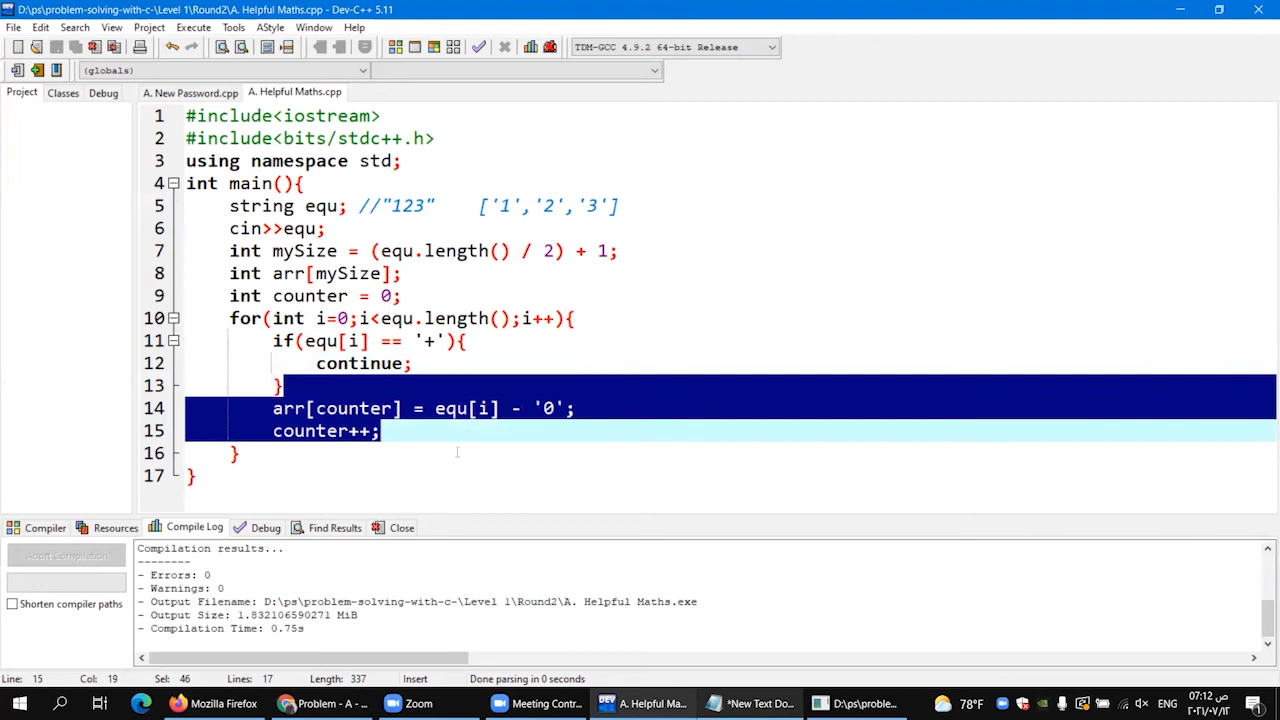 D:\ps\problem-solving-with-c-\Level 1\Round2\A. Helpful Maths.cpp - Dev-C++ 5.11
File Edit Search View Project Execute Tools AStyle Window Help
TDM-GCC 4.9.2 64-bit Release
(globals)
Project Classes Debug A. New Password.cpp A. Helpful Maths.cpp
1 #include<iostream>
2 #include<bits/stdc++.h>
3 using namespace std;
4 int main(){
5 string equ; //"123" ['1','2','3']
6 cin>>equ;
7 int mySize = (equ.length() / 2) + 1;
8 int arr[mySize];
9 int counter = 0;
10 for(int i=0;i<equ.length();i++){
11 if(equ[i] == '+'){
12 continue;
13 }
14 arr[counter] = equ[i] - '0';
15 counter++;
16 }
17 }
Compiler Resources Compile Log Debug Find Results Close
Abort Compilation
Shorten compiler paths
Compilation results...
--------
- Errors: 0
- Warnings: 0
- Output Filename: D:\ps\problem-solving-with-c-\Level 1\Round2\A. Helpful Maths.exe
- Output Size: 1.832106590271 MiB
- Compilation Time: 0.75s
Line: 15 Col: 19 Sel: 46 Lines: 17 Length: 337 Insert Done parsing in 0 seconds
Mozilla Firefox Problem - A - ... Zoom Meeting Contr... A. Helpful Ma... *New Text Do... D:\ps\proble... 78°F 07:12 ص